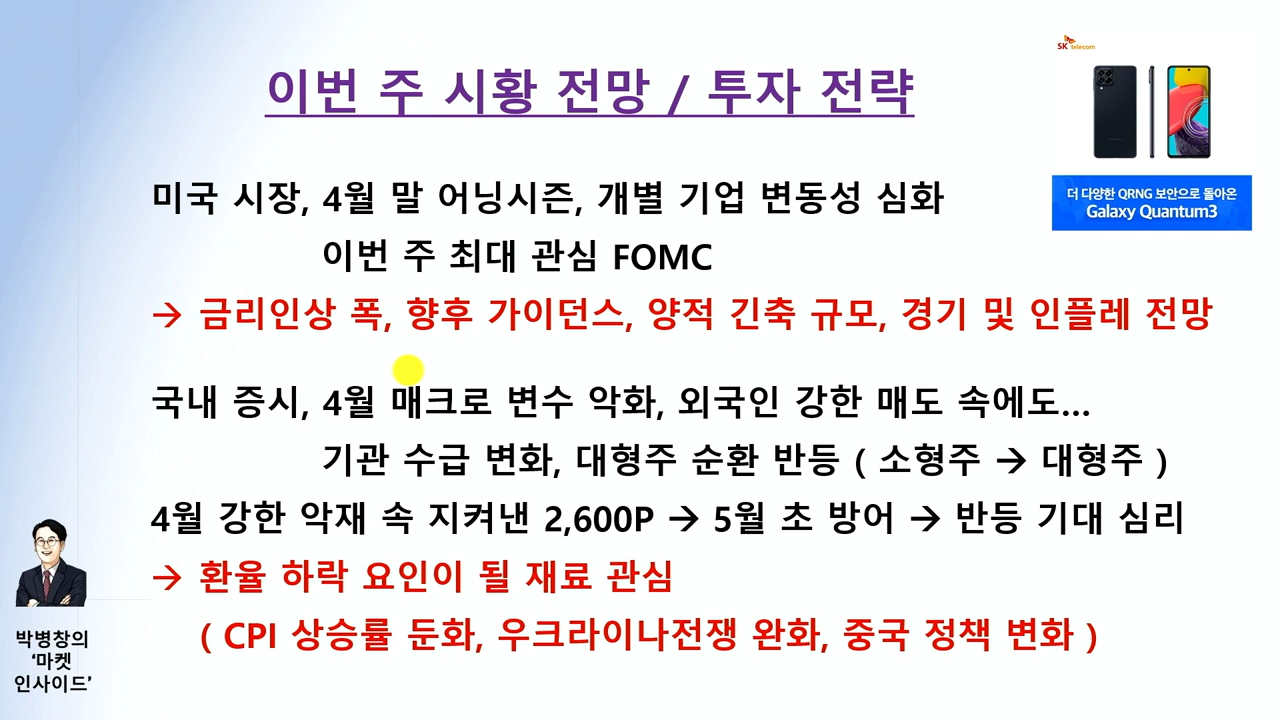 이번 주 시황 전망 / 투자 전략
SK telecom
더 다양한 QRNG 보안으로 돌아온
Galaxy Quantum3
미국 시장, 4월 말 어닝시즌, 개별 기업 변동성 심화
이번 주 최대 관심 FOMC
→ 금리인상 폭, 향후 가이던스, 양적 긴축 규모, 경기 및 인플레 전망
국내 증시, 4월 매크로 변수 악화, 외국인 강한 매도 속에도...
기관 수급 변화, 대형주 순환 반등 ( 소형주 → 대형주 )
4월 강한 악재 속 지켜낸 2,600P → 5월 초 방어 → 반등 기대 심리
→ 환율 하락 요인이 될 재료 관심
( CPI 상승률 둔화, 우크라이나전쟁 완화, 중국 정책 변화 )
박병창의
‘마켓
인사이드’